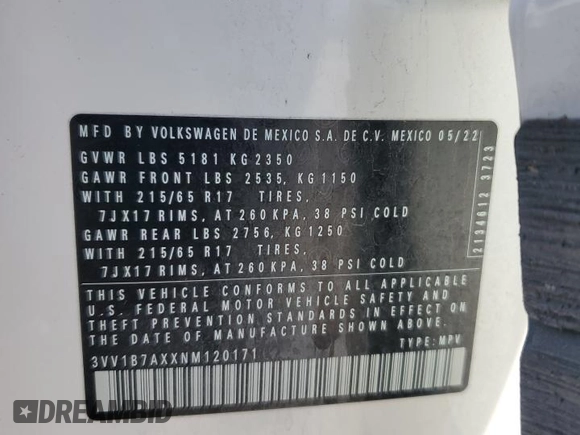 MFD BY VOLKSWAGEN DE MEXICO S.A. DE C.V. MEXICO 05/22
GVWR LBS 5181 KG 2350
GAWR FRONT LBS 2535, KG 1150
WITH 215/65 R17 TIRES,
7JX17 RIMS, AT 260 KPA, 38 PSI COLD
GAWR REAR LBS 2756, KG 1250
WITH 215/65 R17 TIRES,
7JX17 RIMS, AT 260 KPA, 38 PSI COLD
THIS VEHICLE CONFORMS TO ALL APPLICABLE
U.S. FEDERAL MOTOR VEHICLE SAFETY AND
THEFT PREVENTION STANDARDS IN EFFECT ON
THE DATE OF MANUFACTURE SHOWN ABOVE.
3VV1B7AXXNM120171 TYPE: MPV
2134612 3723
DREAMBID